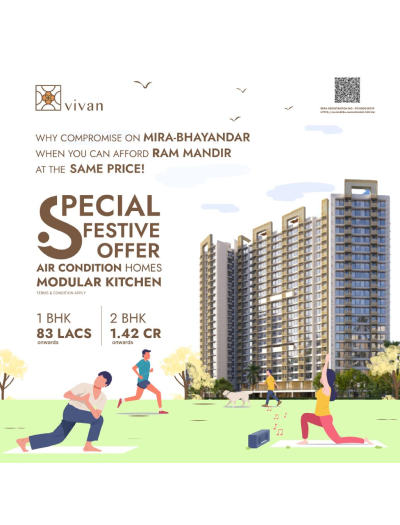 vivan
WHY COMPROMISE ON MIRA-BHAYANDAR
WHEN YOU CAN AFFORD RAM MANDIR
AT THE SAME PRICE!
SPECIAL
FESTIVE
OFFER
AIR CONDITION HOMES
MODULAR KITCHEN
TERMS & CONDITION APPLY
1 BHK
83 LACS
onwards
2 BHK
1.42 CR
onwards